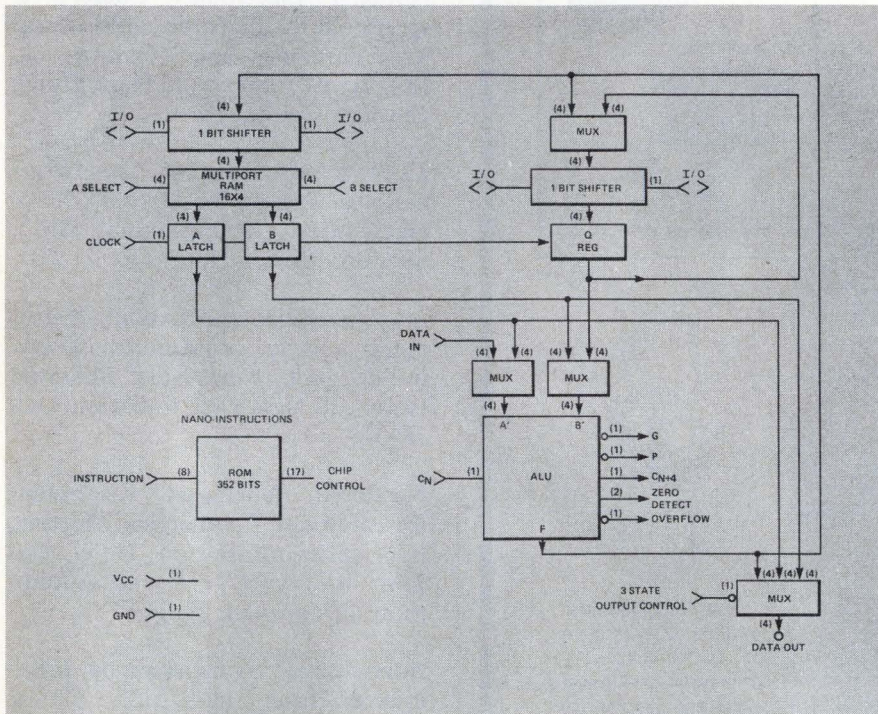 (4)
(4)
(4)
I/O
(1)
1 BIT SHIFTER
(1)
I/O
MUX
(4)
(4)
A SELECT
(4)
MULTIPORT
RAM
16X4
(4)
B SELECT
I/O
1 BIT SHIFTER
(1)
I/O
(4)
(4)
(4)
CLOCK
(1)
A
LATCH
B
LATCH
Q
REG
DATA
IN
(4)
(4)
(4)
(4)
MUX
MUX
(4)
(4)
NANO-INSTRUCTIONS
A'
B'
(1)
G
(1)
P
INSTRUCTION
(8)
ROM
352 BITS
(17)
CHIP
CONTROL
CN
(1)
ALU
(1)
CN+4
(2)
ZERO
DETECT
(1)
OVERFLOW
F
VCC
(1)
(4)
(4)
(4)
GND
(1)
3 STATE
OUTPUT CONTROL
(1)
MUX
(4)
DATA OUT